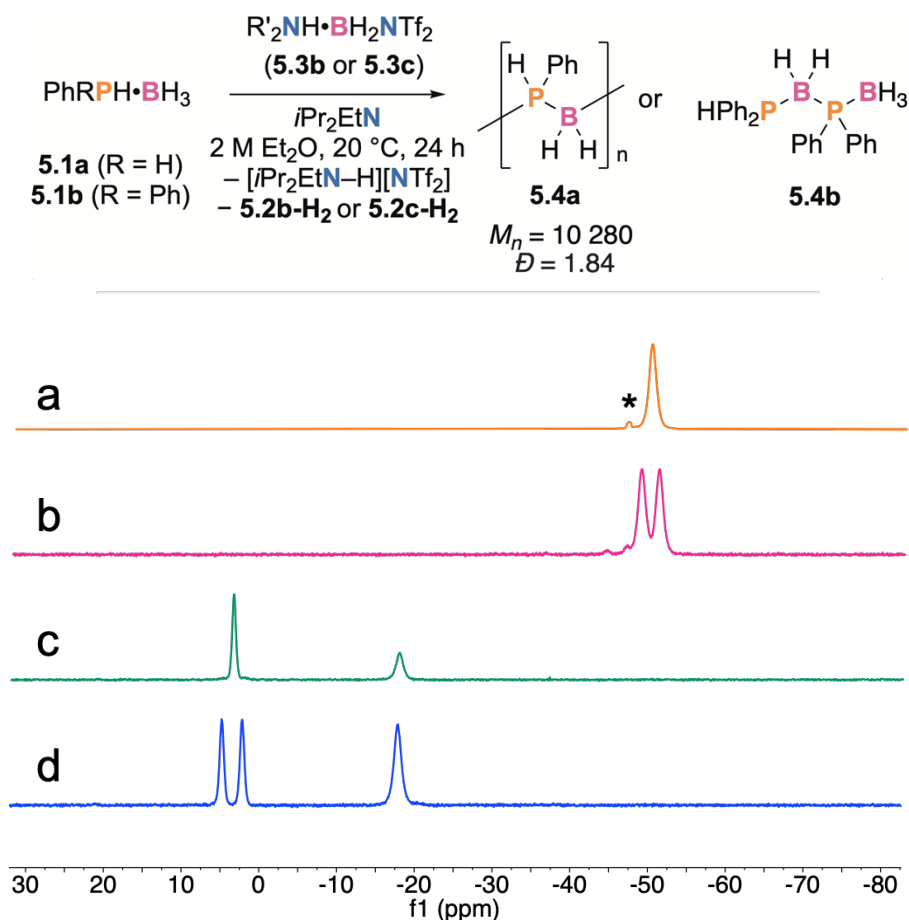 R'₂NH•BH₂NTf₂
(5.3b or 5.3c)
PhRPH•BH₃
iPr₂EtN
2 M Et₂O, 20 °C, 24 h
– [iPr₂EtN–H][NTf₂]
– 5.2b-H₂ or 5.2c-H₂
5.1a (R = H)
5.1b (R = Ph)
H Ph
P
B
H H
n
5.4a
Mn = 10 280
Đ = 1.84
or
H H
B BH₃
HPh₂P P
Ph Ph
5.4b
a
*
b
c
d
30 20 10 0 -10 -20 -30 -40 -50 -60 -70 -80
f1 (ppm)